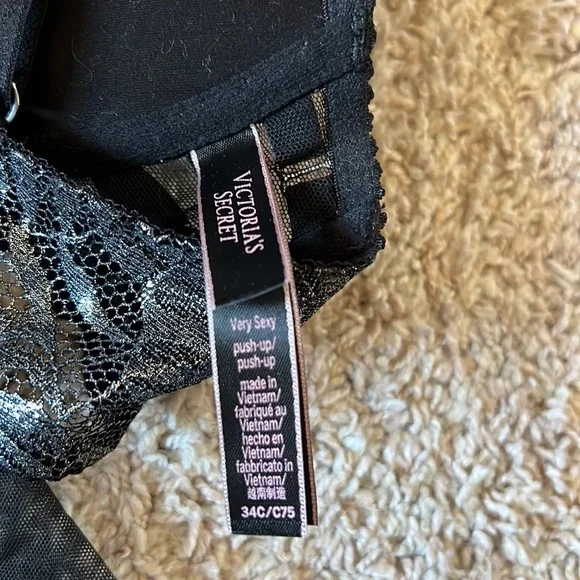 VICTORIA'S
SECRET
Very Sexy
push-up/
push-up
made in
Vietnam/
fabriqué au
Vietnam/
hecho en
Vietnam/
fabbricato in
Vietnam/
越南制造
34C/C75